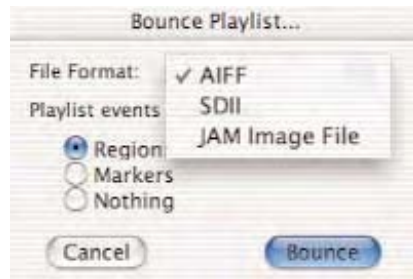 Bounce Playlist...
File Format:
✓ AIFF
SDII
JAM Image File
Playlist events
Region
Markers
Nothing
Cancel
Bounce